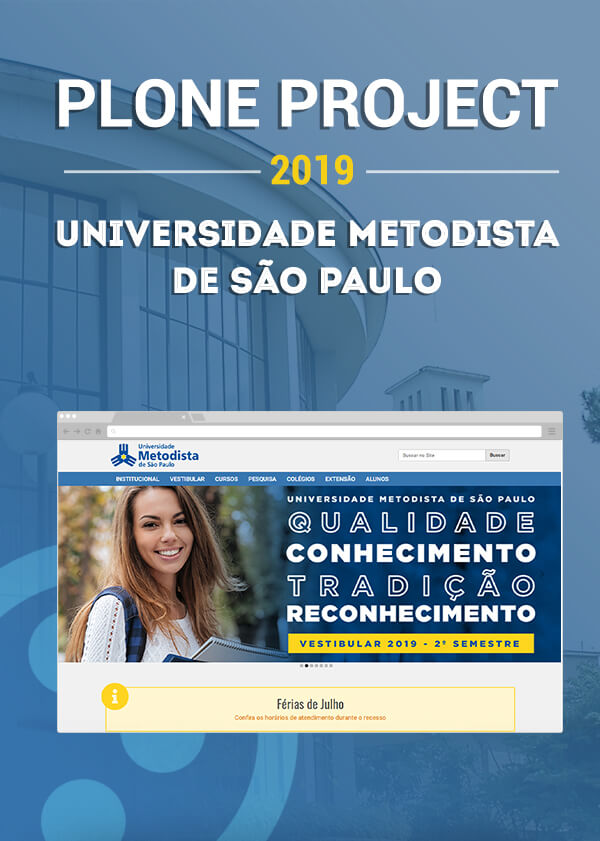 PLONE PROJECT
2019
UNIVERSIDADE METODISTA
DE SÃO PAULO
Universidade
Metodista
de São Paulo
Buscar no Site
Buscar
INSTITUCIONAL VESTIBULAR CURSOS PESQUISA COLÉGIOS EXTENSÃO ALUNOS
UNIVERSIDADE METODISTA DE SÃO PAULO
QUALIDADE
CONHECIMENTO
TRADIÇÃO
RECONHECIMENTO
VESTIBULAR 2019 - 2º SEMESTRE
i
Férias de Julho
Confira os horários de atendimento durante o recesso